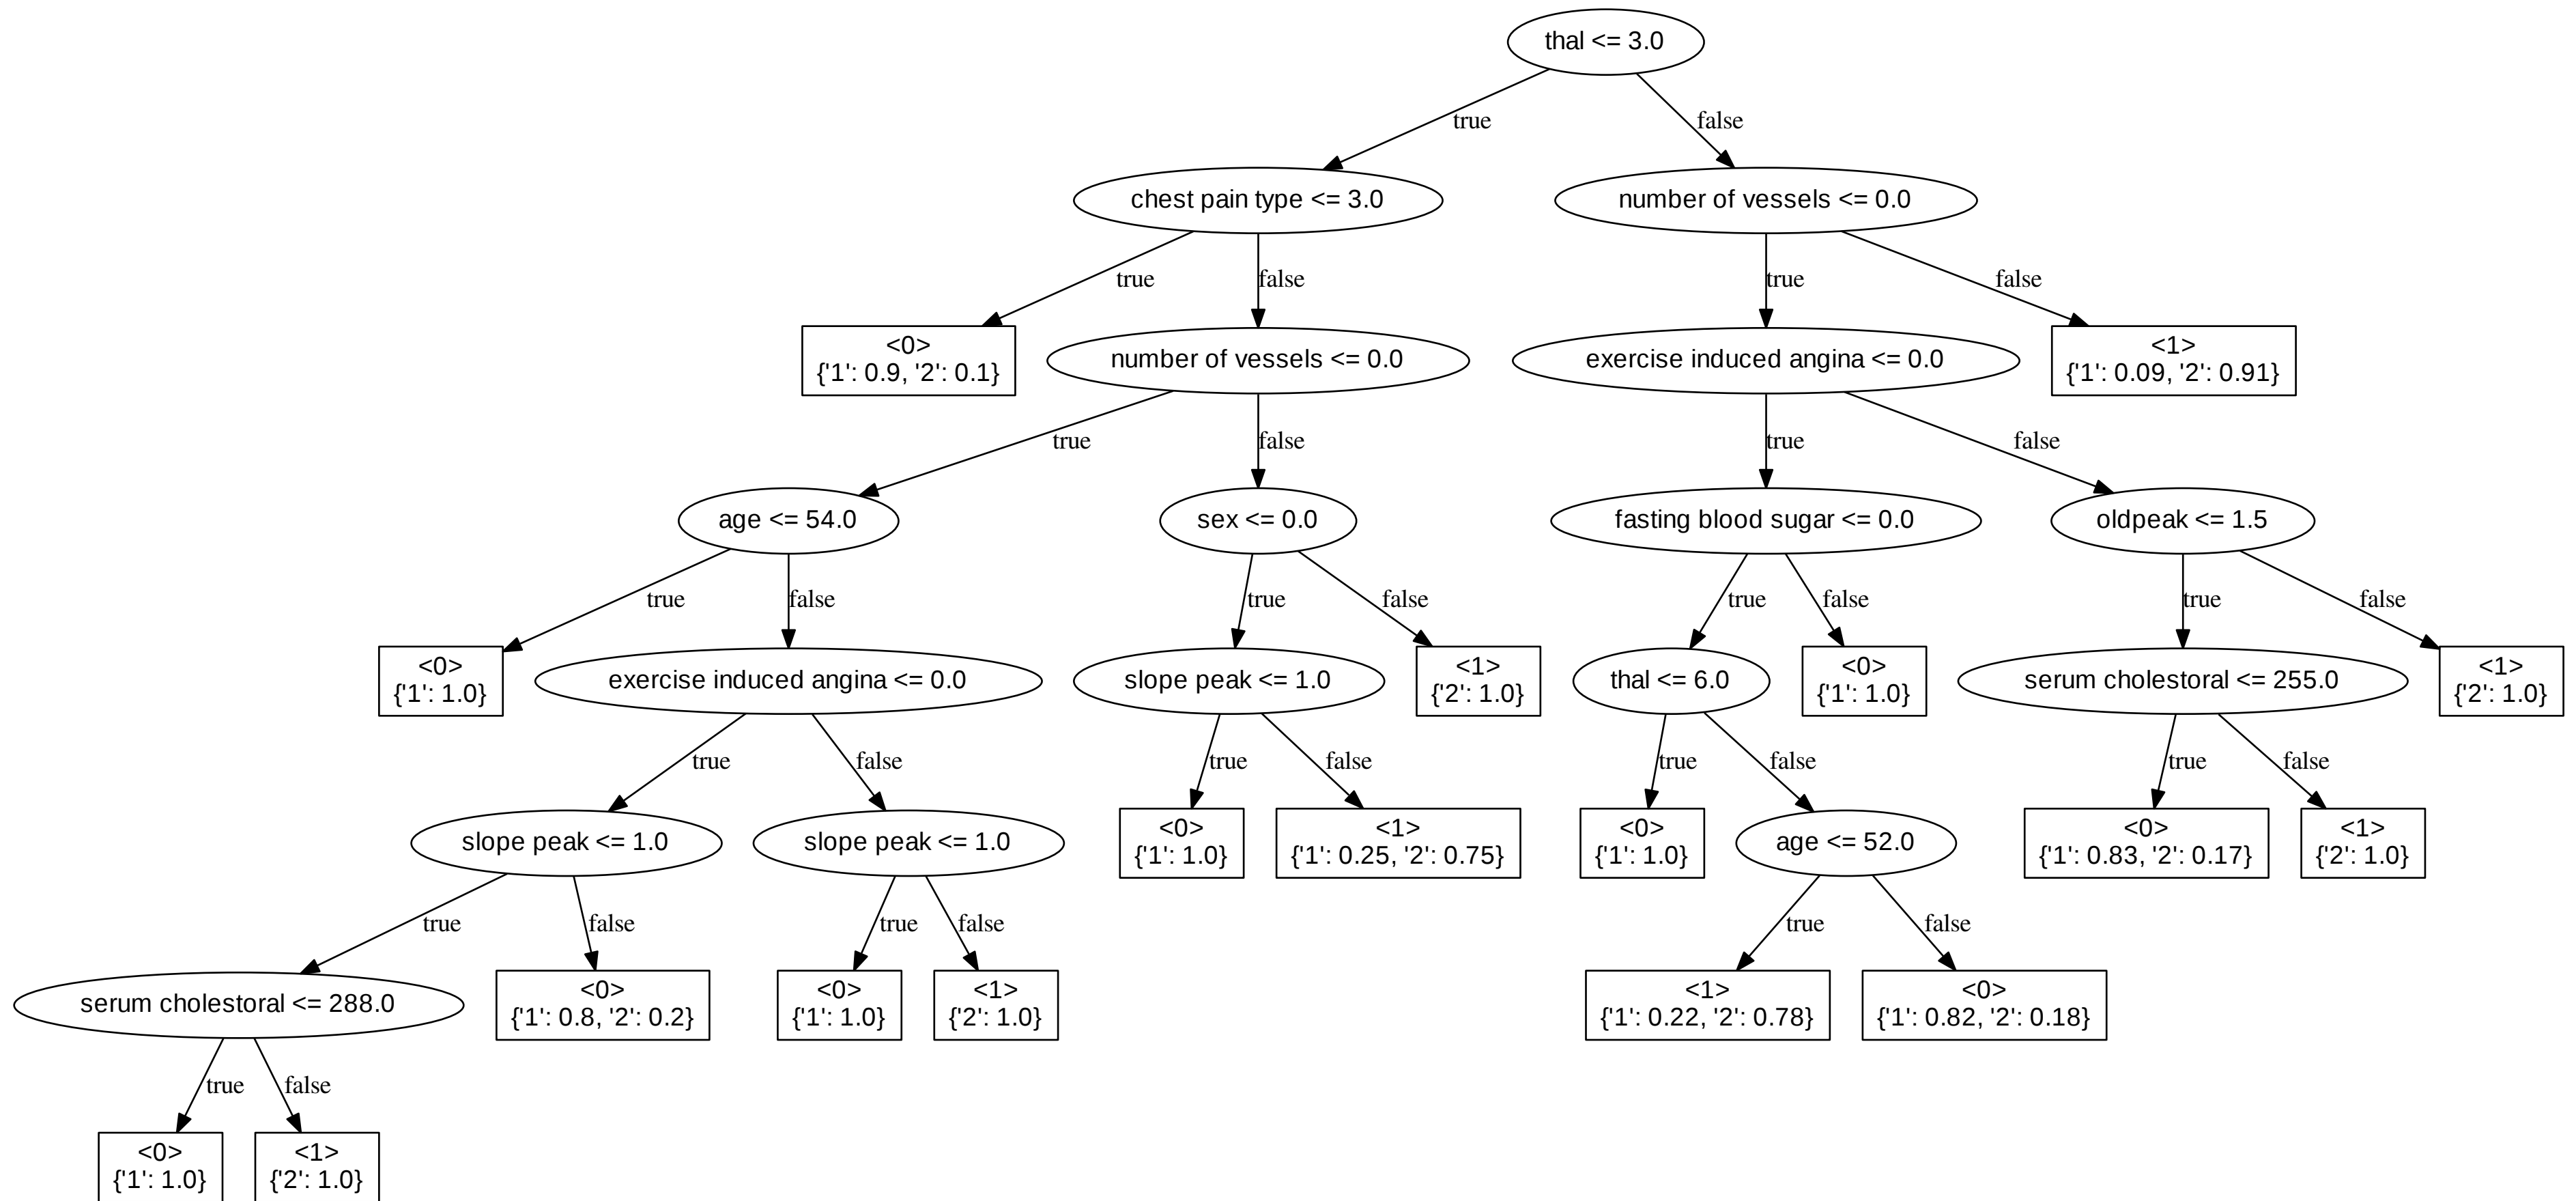 thal <= 3.0
true
false
chest pain type <= 3.0
number of vessels <= 0.0
true
false
true
false
<0>
{'1': 0.9, '2': 0.1}
number of vessels <= 0.0
exercise induced angina <= 0.0
<1>
{'1': 0.09, '2': 0.91}
true
false
true
false
age <= 54.0
sex <= 0.0
fasting blood sugar <= 0.0
oldpeak <= 1.5
true
false
true
false
true
false
true
false
<0>
{'1': 1.0}
exercise induced angina <= 0.0
slope peak <= 1.0
<1>
{'2': 1.0}
thal <= 6.0
<0>
{'1': 1.0}
serum cholestoral <= 255.0
<1>
{'2': 1.0}
true
false
true
false
true
false
true
false
slope peak <= 1.0
slope peak <= 1.0
<0>
{'1': 1.0}
<1>
{'1': 0.25, '2': 0.75}
<0>
{'1': 1.0}
age <= 52.0
<0>
{'1': 0.83, '2': 0.17}
<1>
{'2': 1.0}
true
false
true
false
true
false
serum cholestoral <= 288.0
<0>
{'1': 0.8, '2': 0.2}
<0>
{'1': 1.0}
<1>
{'2': 1.0}
<1>
{'1': 0.22, '2': 0.78}
<0>
{'1': 0.82, '2': 0.18}
true
false
<0>
{'1': 1.0}
<1>
{'2': 1.0}